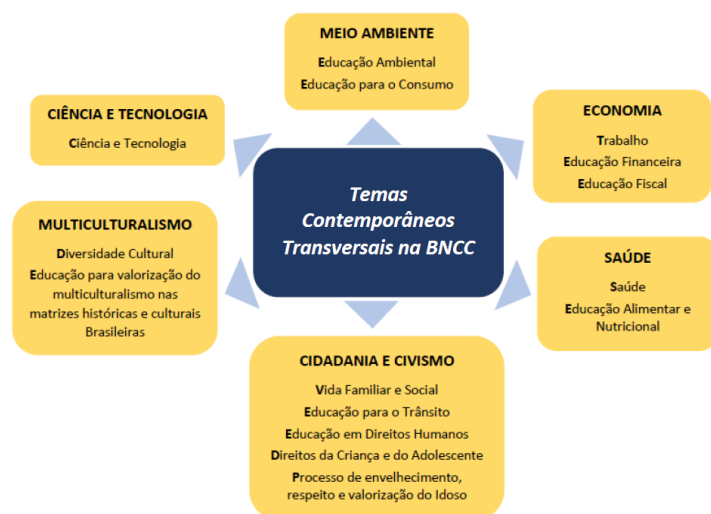 MEIO AMBIENTE
Educação Ambiental
Educação para o Consumo
CIÊNCIA E TECNOLOGIA
Ciência e Tecnologia
ECONOMIA
Trabalho
Educação Financeira
Educação Fiscal
Temas
Contemporâneos
Transversais na BNCC
MULTICULTURALISMO
Diversidade Cultural
Educação para valorização do
multiculturalismo nas
matrizes históricas e culturais
Brasileiras
SAÚDE
Saúde
Educação Alimentar e
Nutricional
CIDADANIA E CIVISMO
Vida Familiar e Social
Educação para o Trânsito
Educação em Direitos Humanos
Direitos da Criança e do Adolescente
Processo de envelhecimento,
respeito e valorização do Idoso